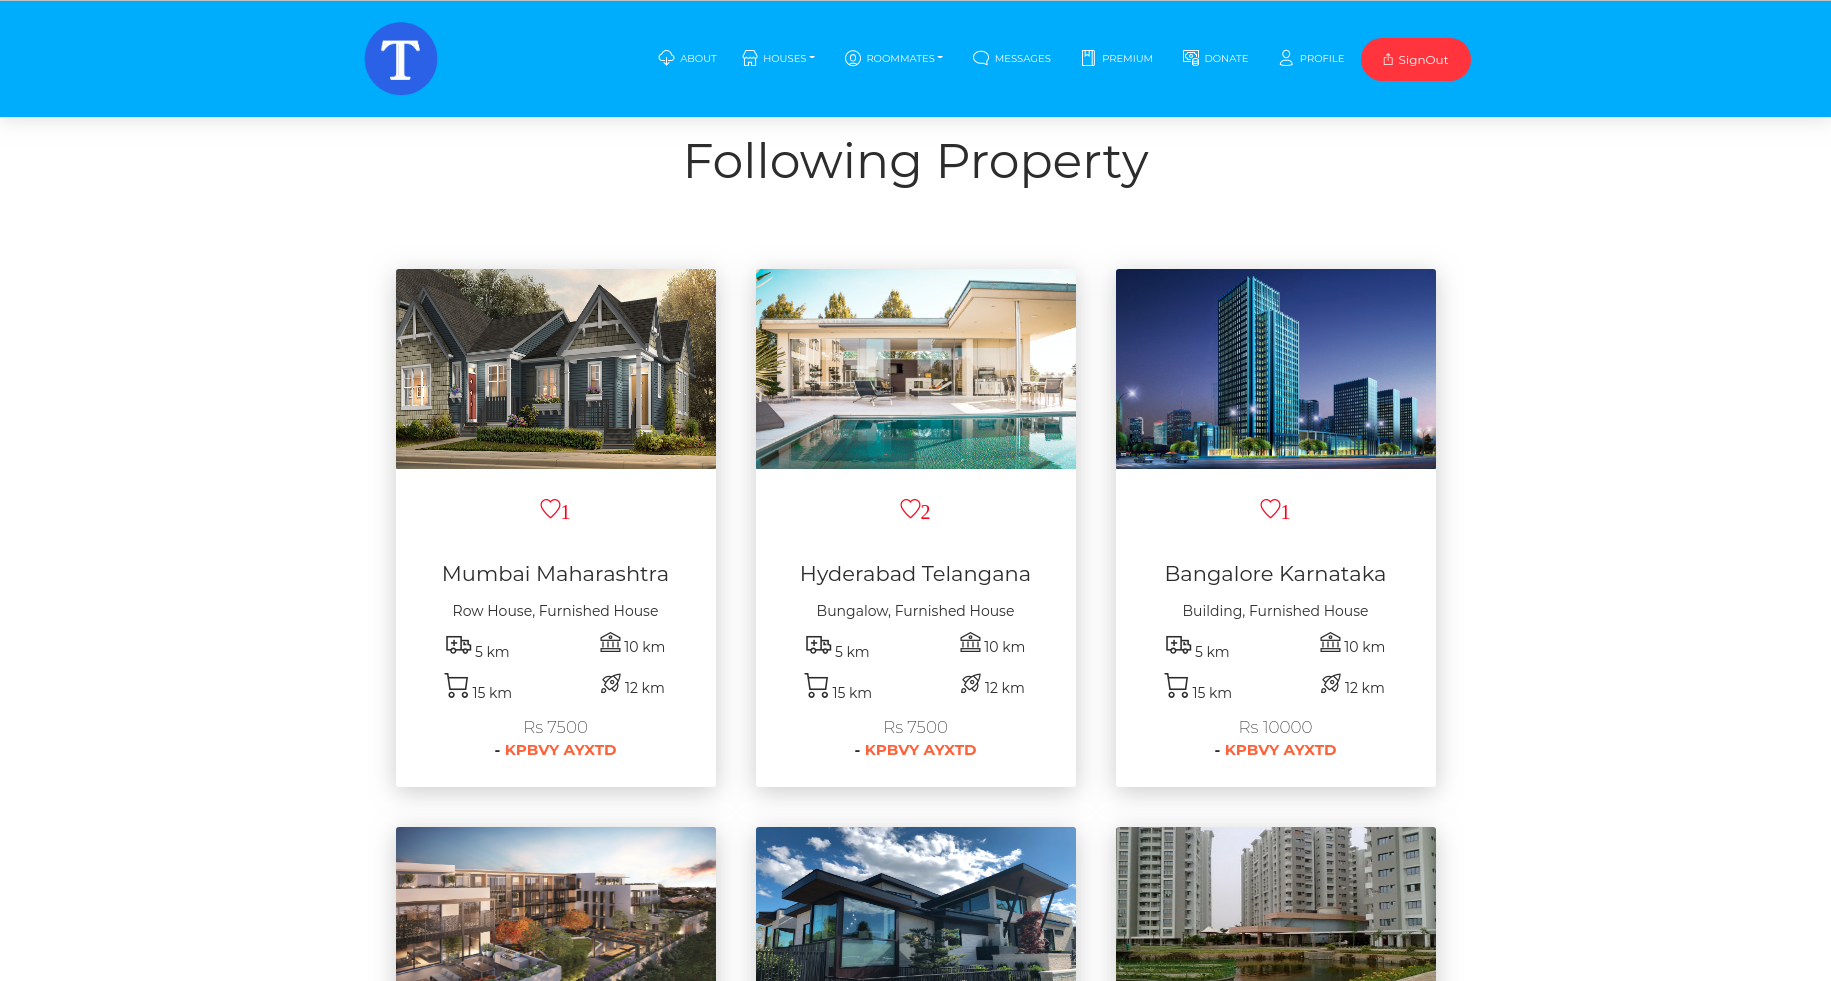 T
ABOUT
HOUSES
ROOMMATES
MESSAGES
PREMIUM
DONATE
PROFILE
SignOut
Following Property
1
2
1
Mumbai Maharashtra
Row House, Furnished House
5 km
10 km
15 km
12 km
Rs 7500
- KPBVY AYXTD
Hyderabad Telangana
Bungalow, Furnished House
5 km
10 km
15 km
12 km
Rs 7500
- KPBVY AYXTD
Bangalore Karnataka
Building, Furnished House
5 km
10 km
15 km
12 km
Rs 10000
- KPBVY AYXTD